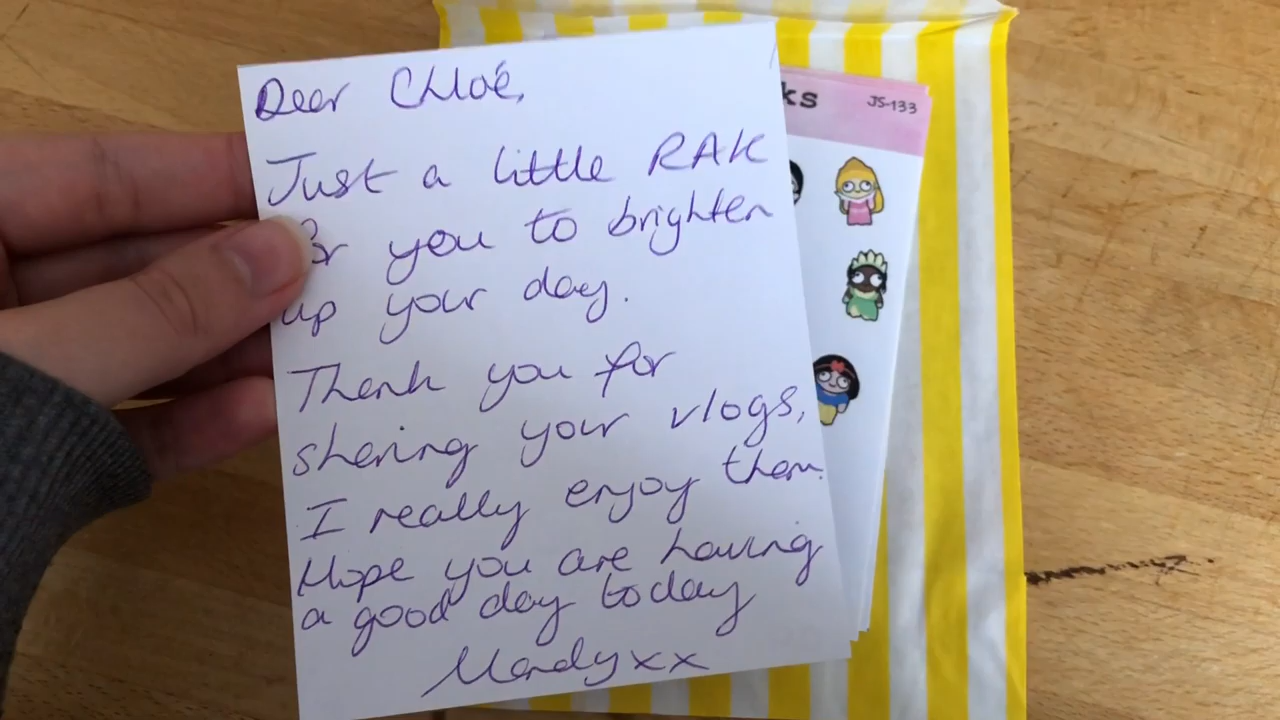 Dear Chloé,
Just a little RAK
for you to brighten
up your day.
Thank you for
sharing your vlogs,
I really enjoy them.
Hope you are having
a good day today
Mandy xx
ks
JS-133